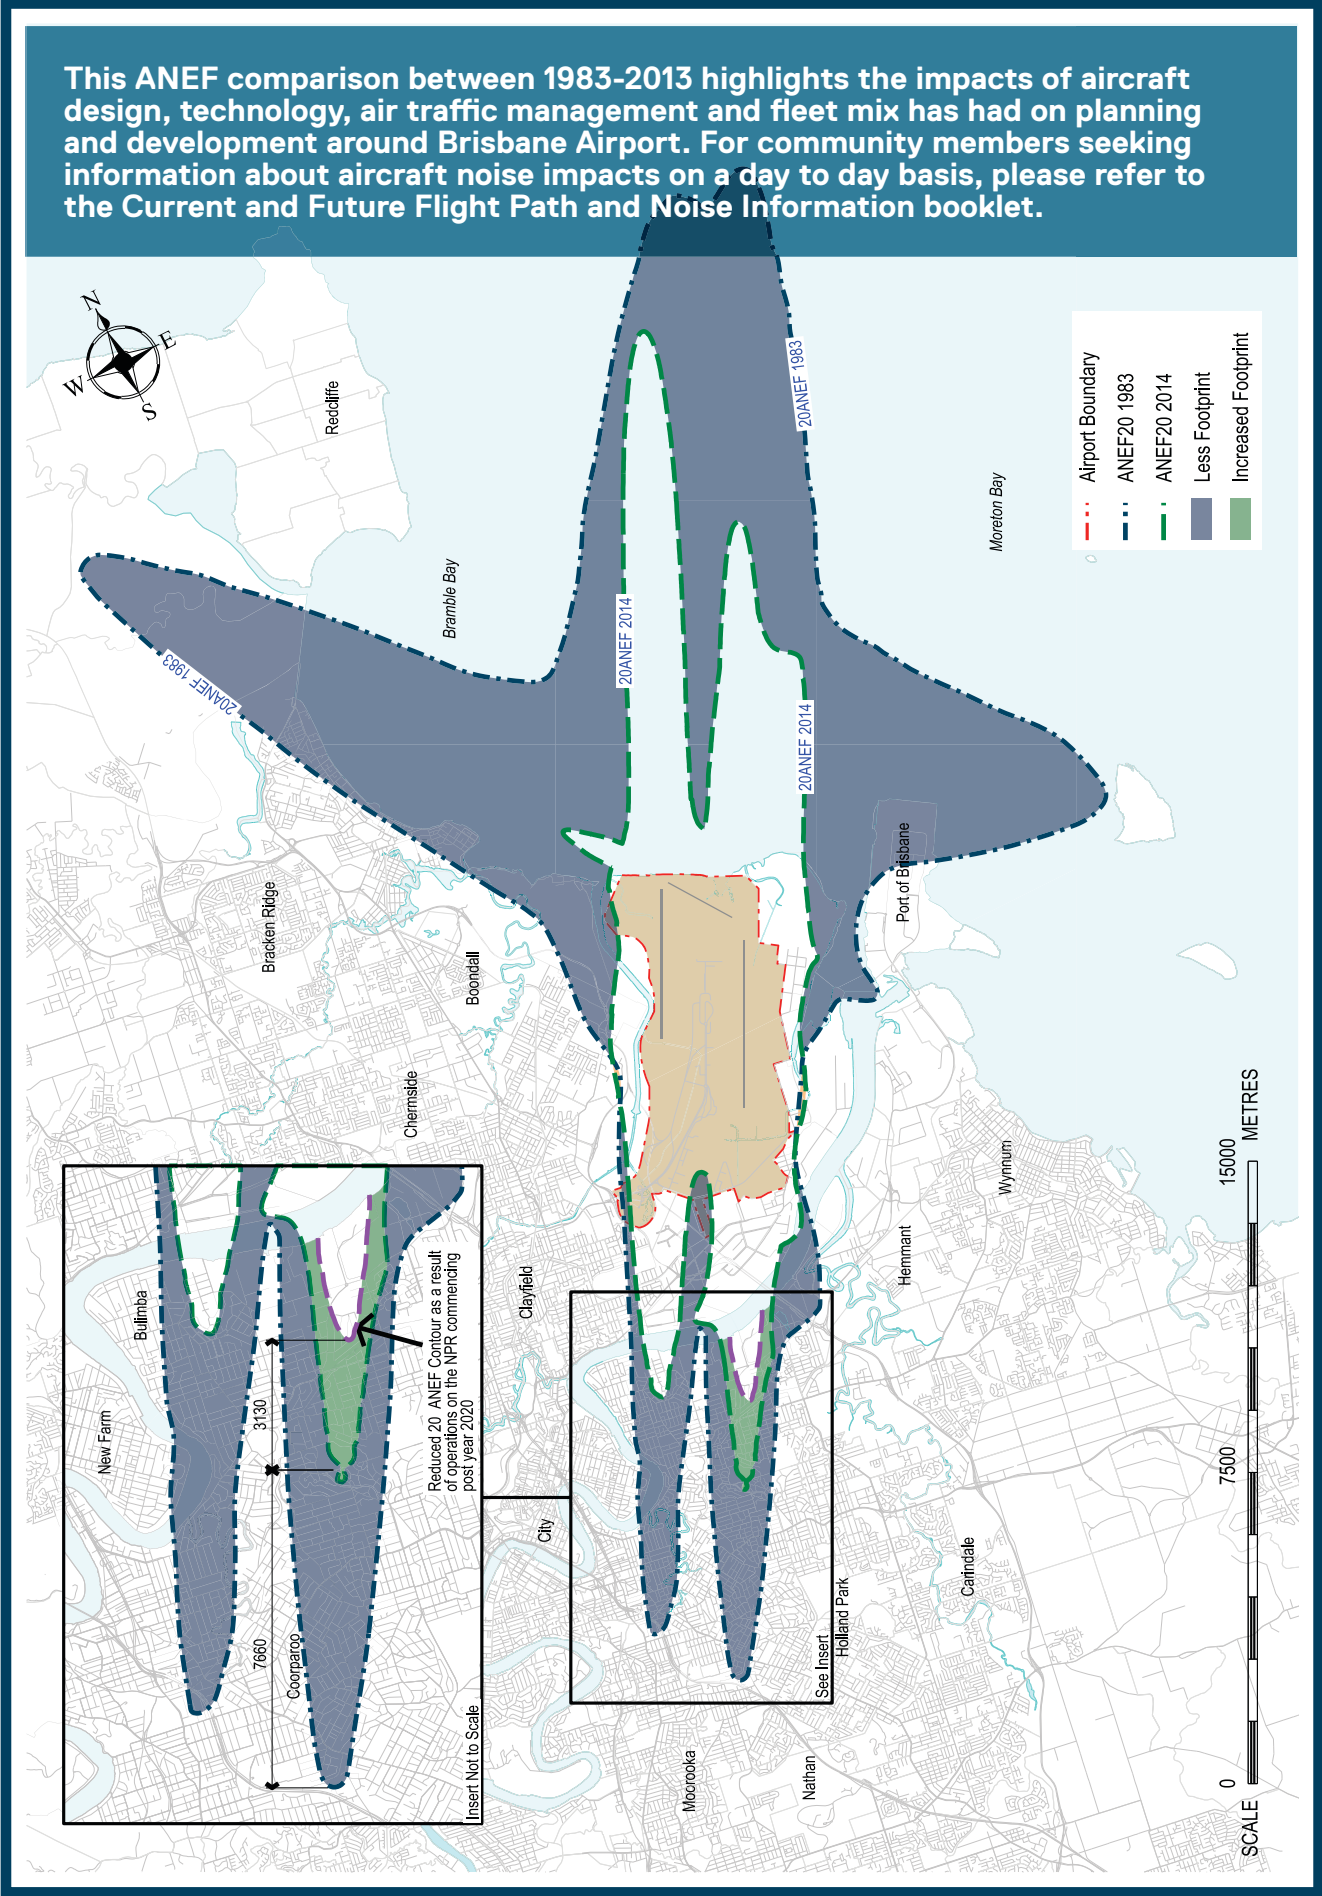 This ANEF comparison between 1983-2013 highlights the impacts of aircraft
design, technology, air traffic management and fleet mix has had on planning
and development around Brisbane Airport. For community members seeking
information about aircraft noise impacts on a day to day basis, please refer to
the Current and Future Flight Path and Noise Information booklet.
N
E
W
S
Redcliffe
20ANEF 1983
Airport Boundary
ANEF20 1983
ANEF20 2014
Less Footprint
Increased Footprint
Moreton Bay
Bramble Bay
20ANEF 1983
20ANEF 2014
20ANEF 2014
Port of Brisbane
Bracken Ridge
Boondall
Chermside
Wynnum
Hemmant
Clayfield
Bulimba
New Farm
3130
7660
Coorparoo
Reduced 20 ANEF Contour as a result
of operations on the NPR commencing
post year 2020
Insert Not to Scale
City
See Insert
Holland Park
Carindale
Moorooka
Nathan
SCALE
0
7500
15000
METRES